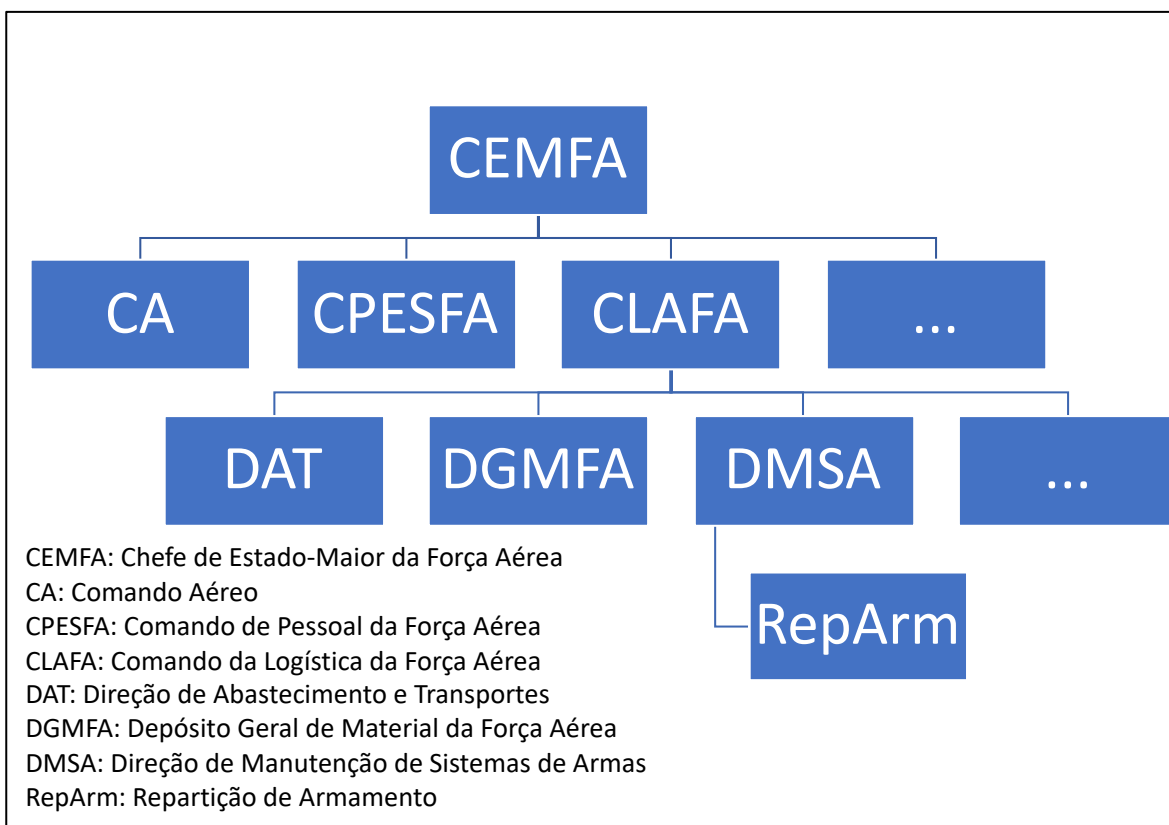 CEMFA
CA
CPESFA
CLAFA
...
DAT
DGMFA
DMSA
...
RepArm
CEMFA: Chefe de Estado-Maior da Força Aérea
CA: Comando Aéreo
CPESFA: Comando de Pessoal da Força Aérea
CLAFA: Comando da Logística da Força Aérea
DAT: Direção de Abastecimento e Transportes
DGMFA: Depósito Geral de Material da Força Aérea
DMSA: Direção de Manutenção de Sistemas de Armas
RepArm: Repartição de Armamento